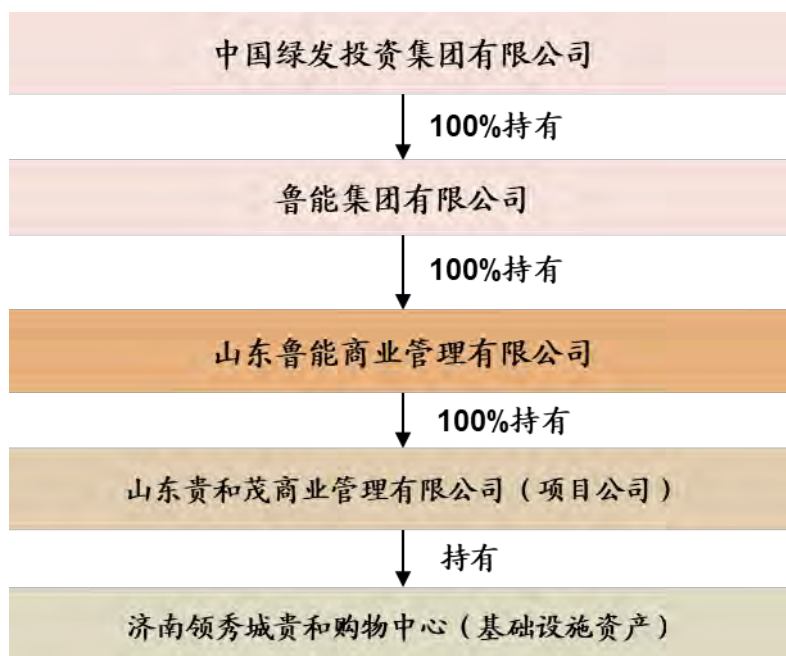 中国绿发投资集团有限公司
100%持有
鲁能集团有限公司
100%持有
山东鲁能商业管理有限公司
100%持有
山东贵和茂商业管理有限公司（项目公司）
持有
济南领秀城贵和购物中心（基础设施资产）